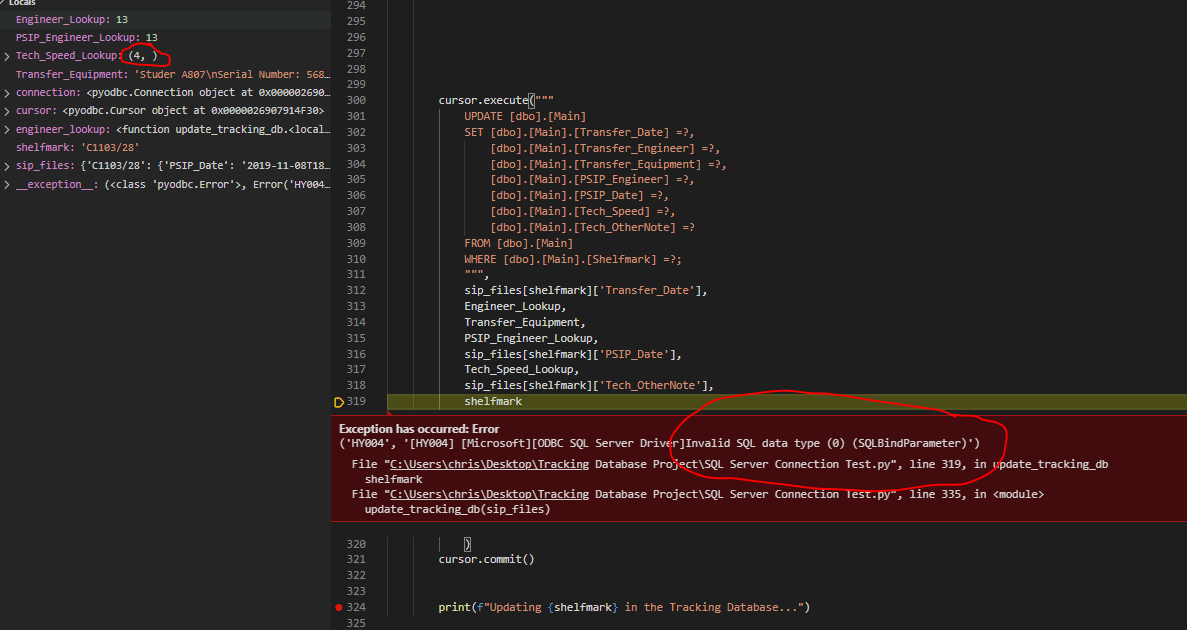 Locals
Engineer_Lookup: 13
PSIP_Engineer_Lookup: 13
Tech_Speed_Lookup: (4, )
Transfer_Equipment: 'Studer A807\nSerial Number: 568…
connection: <pyodbc.Connection object at 0x000002690…
cursor: <pyodbc.Cursor object at 0x0000026907914F30>
engineer_lookup: <function update_tracking_db.<local…
shelfmark: 'C1103/28'
sip_files: {'C1103/28': {'PSIP_Date': '2019-11-08T18…
__exception__: (<class 'pyodbc.Error'>, Error('HY004…
294
295
296
297
298
299
300 cursor.execute("""
301 UPDATE [dbo].[Main]
302 SET [dbo].[Main].[Transfer_Date] =?,
303 [dbo].[Main].[Transfer_Engineer] =?,
304 [dbo].[Main].[Transfer_Equipment] =?,
305 [dbo].[Main].[PSIP_Engineer] =?,
306 [dbo].[Main].[PSIP_Date] =?,
307 [dbo].[Main].[Tech_Speed] =?,
308 [dbo].[Main].[Tech_OtherNote] =?
309 FROM [dbo].[Main]
310 WHERE [dbo].[Main].[Shelfmark] =?;
311 """,
312 sip_files[shelfmark]['Transfer_Date'],
313 Engineer_Lookup,
314 Transfer_Equipment,
315 PSIP_Engineer_Lookup,
316 sip_files[shelfmark]['PSIP_Date'],
317 Tech_Speed_Lookup,
318 sip_files[shelfmark]['Tech_OtherNote'],
319 shelfmark
Exception has occurred: Error
('HY004', '[HY004] [Microsoft][ODBC SQL Server Driver]Invalid SQL data type (0) (SQLBindParameter)')
File "C:\Users\chris\Desktop\Tracking Database Project\SQL Server Connection Test.py", line 319, in update_tracking_db
shelfmark
File "C:\Users\chris\Desktop\Tracking Database Project\SQL Server Connection Test.py", line 335, in <module>
update_tracking_db(sip_files)
320 )
321 cursor.commit()
322
323
324 print(f"Updating {shelfmark} in the Tracking Database...")
325